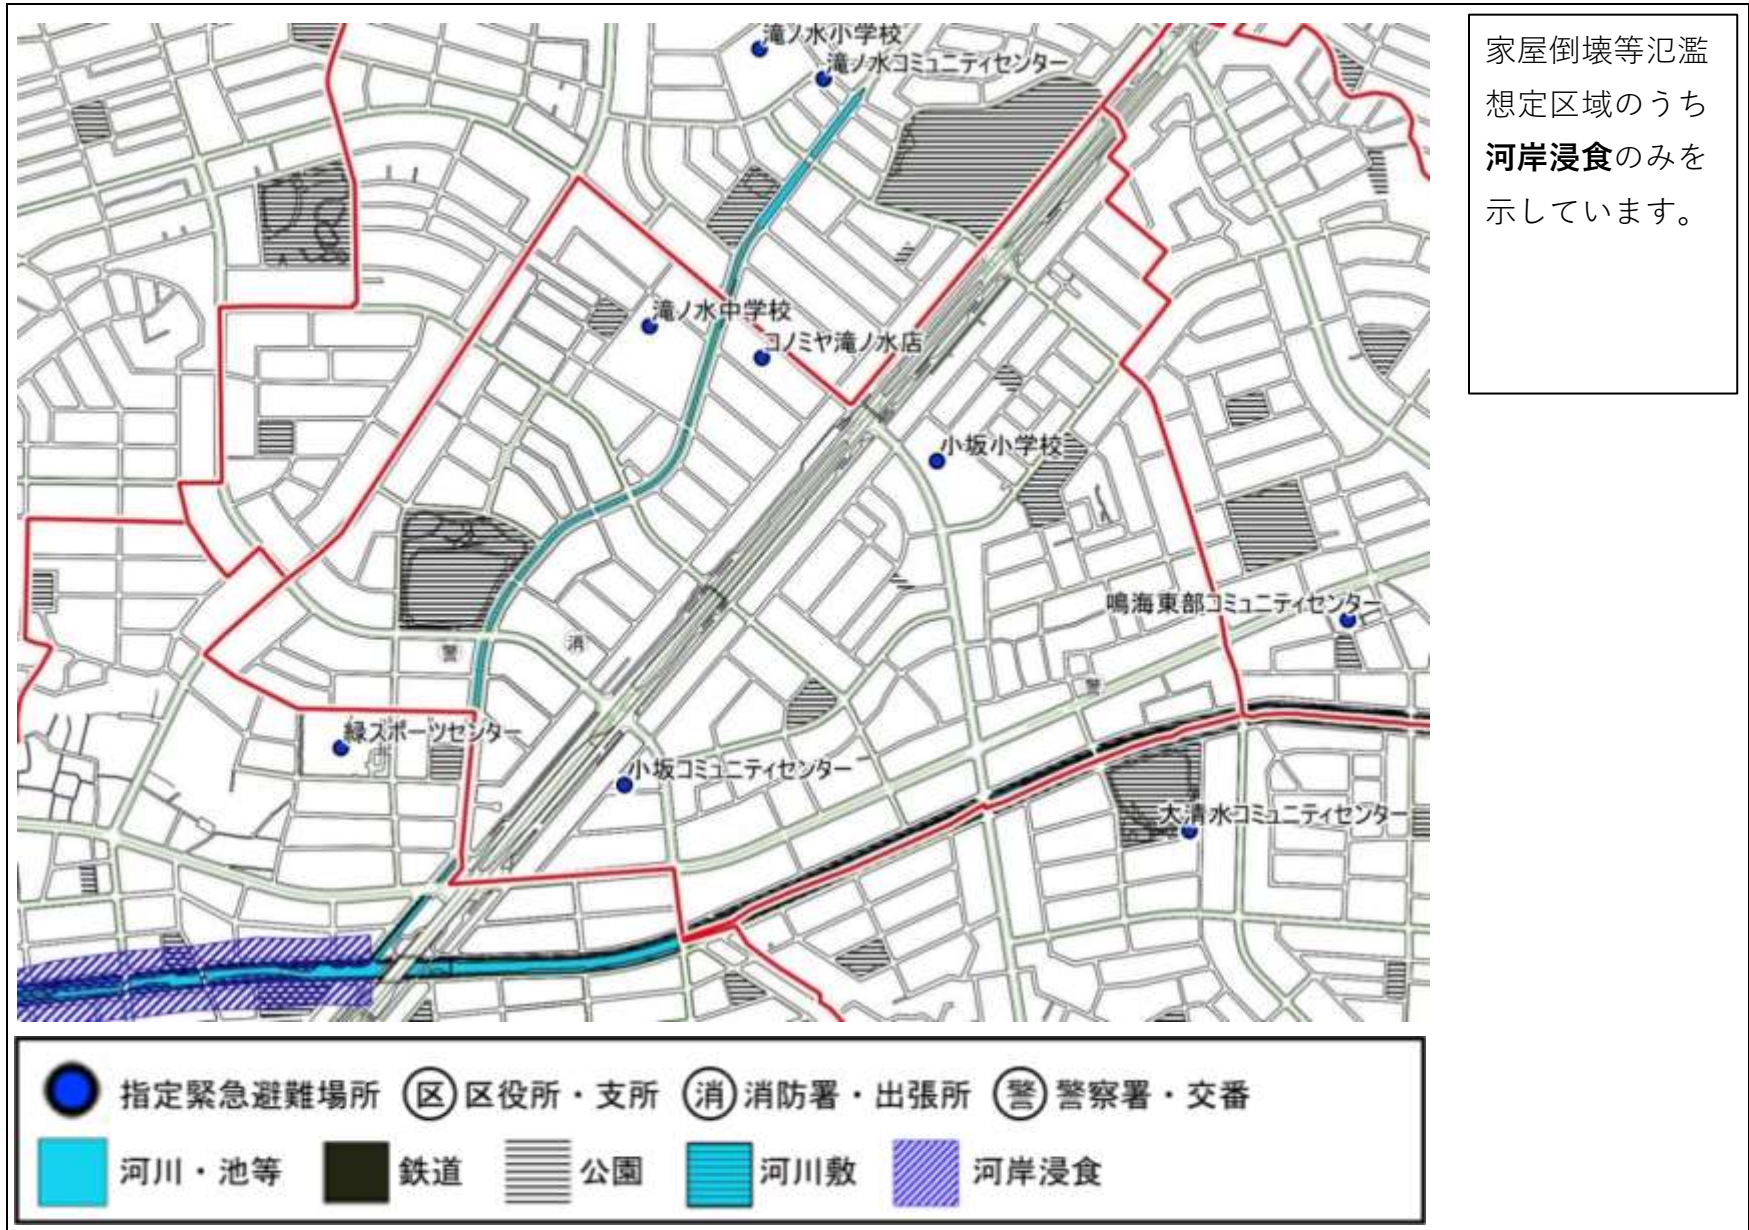 滝ノ水小学校
滝ノ水コミュニティセンター
滝ノ水中学校
コノミヤ滝ノ水店
小坂小学校
鳴海東部コミュニティセンター
警
消
警
緑スポーツセンター
小坂コミュニティセンター
大清水コミュニティセンター
家屋倒壊等氾濫
想定区域のうち
河岸浸食のみを
示しています。
指定緊急避難場所 区 区役所・支所 消 消防署・出張所 警 警察署・交番
河川・池等 鉄道 公園 河川敷 河岸浸食